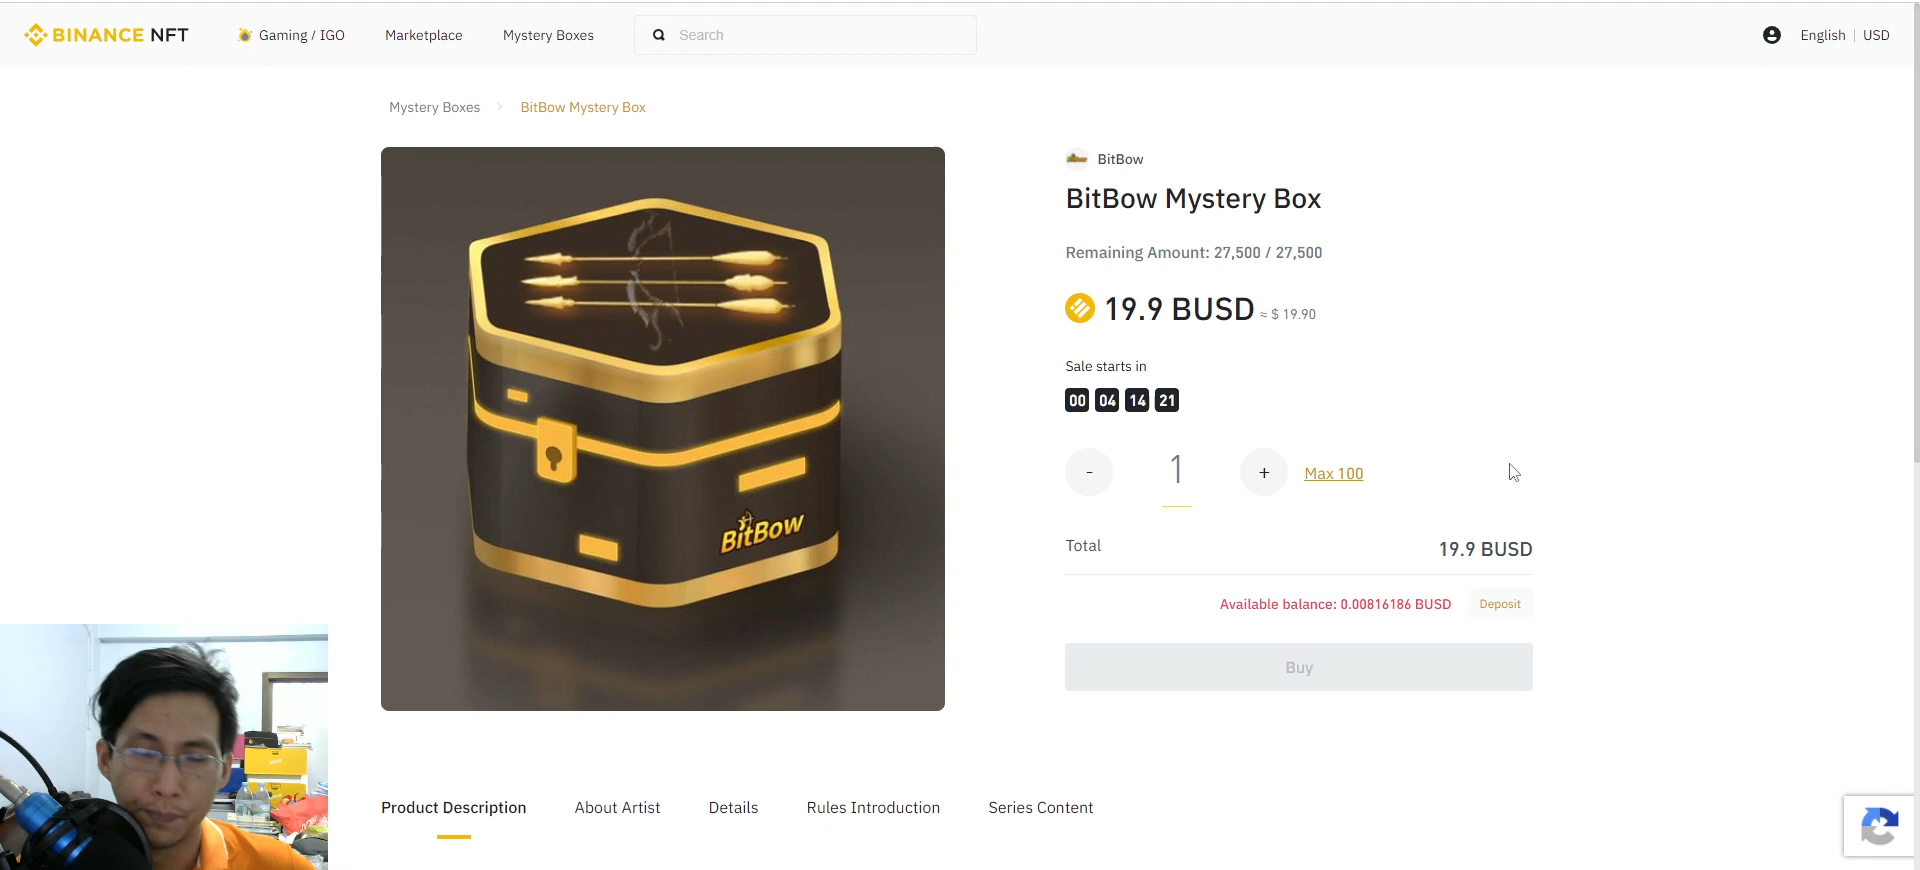 BINANCE NFT
Gaming / IGO
Marketplace
Mystery Boxes
Search
English | USD
Mystery Boxes > BitBow Mystery Box
BitBow
BitBow Mystery Box
Remaining Amount: 27,500 / 27,500
19.9 BUSD ≈ $ 19.90
Sale starts in
00 04 14 21
- 1 + Max 100
Total 19.9 BUSD
Available balance: 0.00816186 BUSD Deposit
Buy
BitBow
Product Description
About Artist
Details
Rules Introduction
Series Content